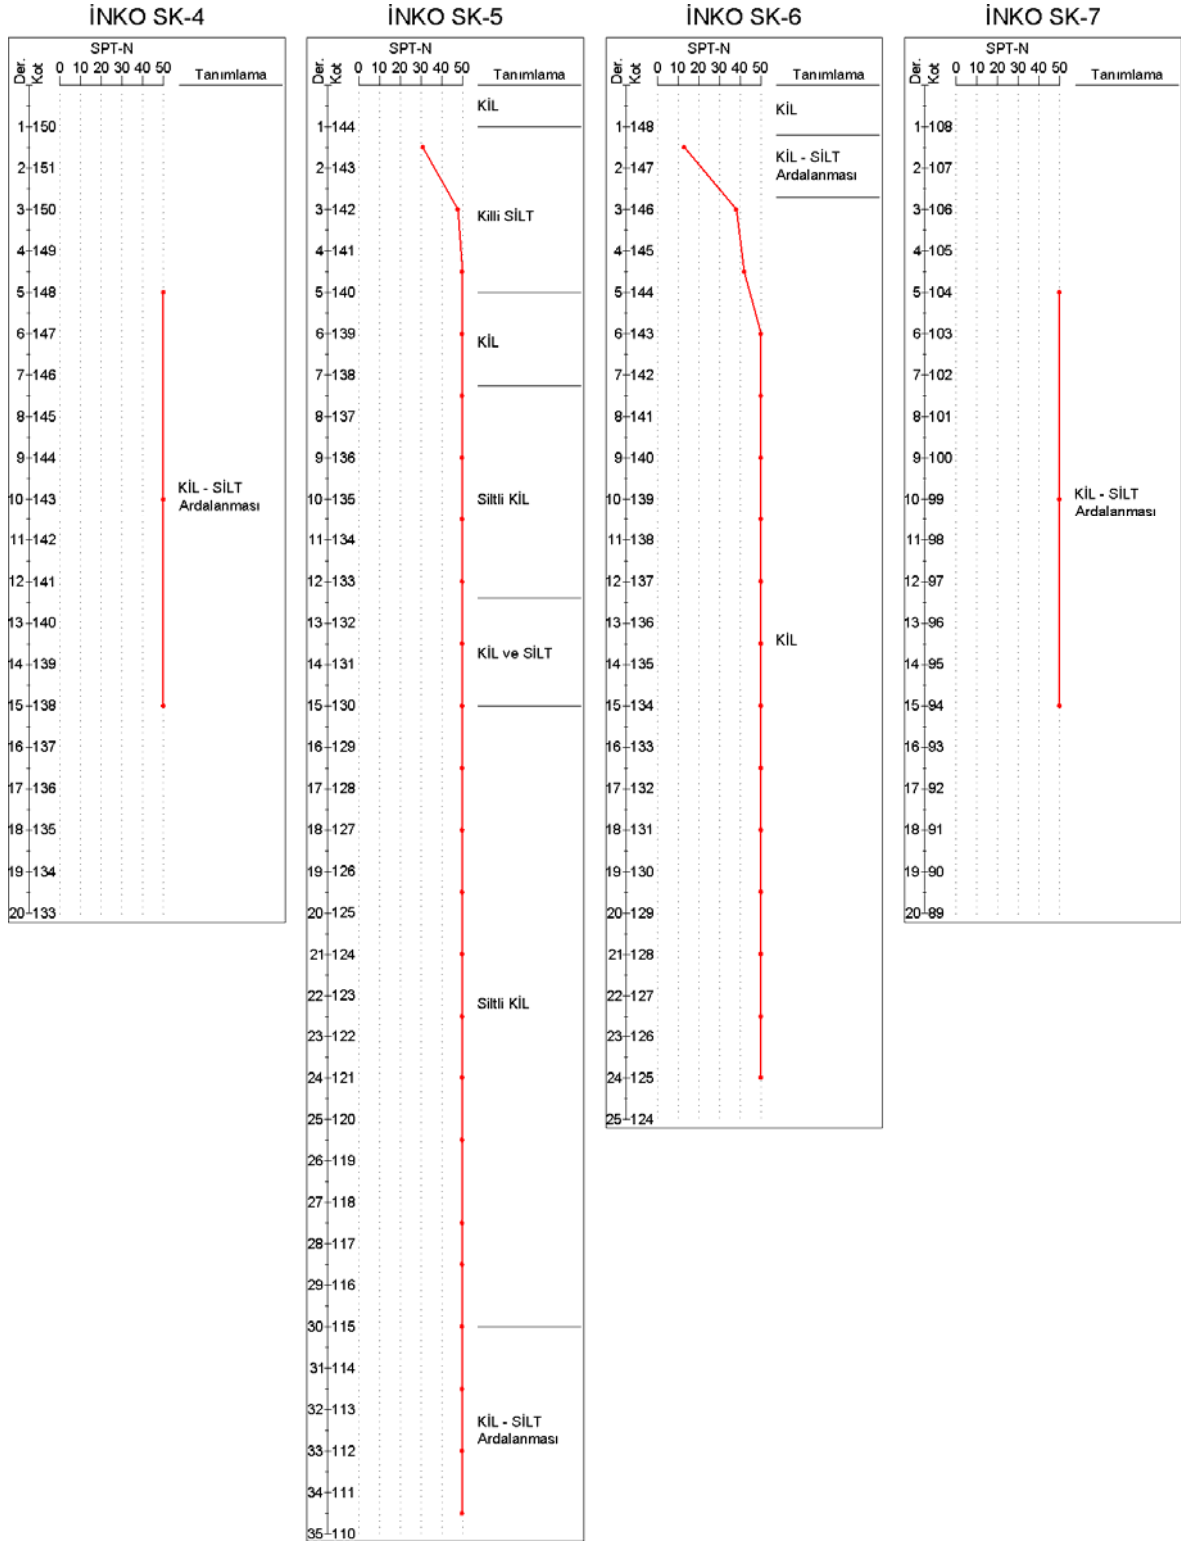 İNKO SK-4
SPT-N
Der.
Kot
0 10 20 30 40 50
Tanımlama
1 150
2 151
3 150
4 149
5 148
6 147
7 146
8 145
9 144
10 143
11 142
12 141
13 140
14 139
15 138
16 137
17 136
18 135
19 134
20 133
KİL - SİLT
Ardalanması
İNKO SK-5
SPT-N
Der.
Kot
0 10 20 30 40 50
Tanımlama
1 144
2 143
3 142
4 141
5 140
6 139
7 138
8 137
9 136
10 135
11 134
12 133
13 132
14 131
15 130
16 129
17 128
18 127
19 126
20 125
21 124
22 123
23 122
24 121
25 120
26 119
27 118
28 117
29 116
30 115
31 114
32 113
33 112
34 111
35 110
KİL
Killi SİLT
KİL
Siltli KİL
KİL ve SİLT
Siltli KİL
KİL - SİLT
Ardalanması
İNKO SK-6
SPT-N
Der.
Kot
0 10 20 30 40 50
Tanımlama
1 148
2 147
3 146
4 145
5 144
6 143
7 142
8 141
9 140
10 139
11 138
12 137
13 136
14 135
15 134
16 133
17 132
18 131
19 130
20 129
21 128
22 127
23 126
24 125
25 124
KİL
KİL - SİLT
Ardalanması
KİL
İNKO SK-7
SPT-N
Der.
Kot
0 10 20 30 40 50
Tanımlama
1 108
2 107
3 106
4 105
5 104
6 103
7 102
8 101
9 100
10 99
11 98
12 97
13 96
14 95
15 94
16 93
17 92
18 91
19 90
20 89
KİL - SİLT
Ardalanması